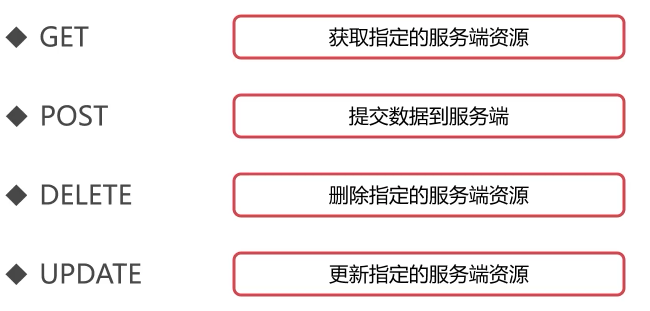 GET
获取指定的服务端资源
POST
提交数据到服务端
DELETE
删除指定的服务端资源
UPDATE
更新指定的服务端资源